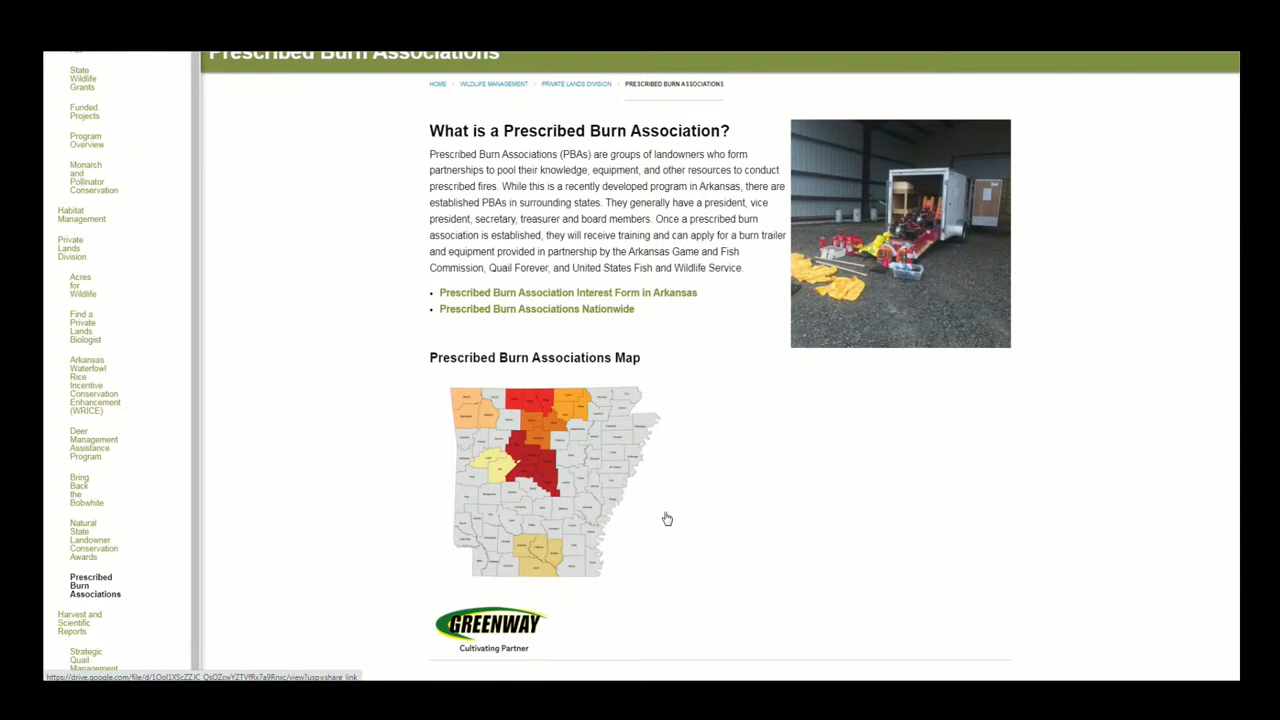 Prescribed Burn Associations
State
Wildlife
Grants
Funded
Projects
Program
Overview
Monarch
and
Pollinator
Conservation
Habitat
Management
Private
Lands
Division
Acres
for
Wildlife
Find a
Private
Lands
Biologist
Arkansas
Waterfowl
Rice
Incentive
Conservation
Enhancement
(WRICE)
Deer
Management
Assistance
Program
Bring
Back
the
Bobwhite
Natural
State
Landowner
Conservation
Awards
Prescribed
Burn
Associations
Harvest and
Scientific
Reports
Strategic
Quail
Management
HOME WILDLIFE MANAGEMENT PRIVATE LANDS DIVISION PRESCRIBED BURN ASSOCIATIONS
What is a Prescribed Burn Association?
Prescribed Burn Associations (PBAs) are groups of landowners who form
partnerships to pool their knowledge, equipment, and other resources to conduct
prescribed fires. While this is a recently developed program in Arkansas, there are
established PBAs in surrounding states. They generally have a president, vice
president, secretary, treasurer and board members. Once a prescribed burn
association is established, they will receive training and can apply for a burn trailer
and equipment provided in partnership by the Arkansas Game and Fish
Commission, Quail Forever, and United States Fish and Wildlife Service.
• Prescribed Burn Association Interest Form in Arkansas
• Prescribed Burn Associations Nationwide
Prescribed Burn Associations Map
GREENWAY
Cultivating Partner